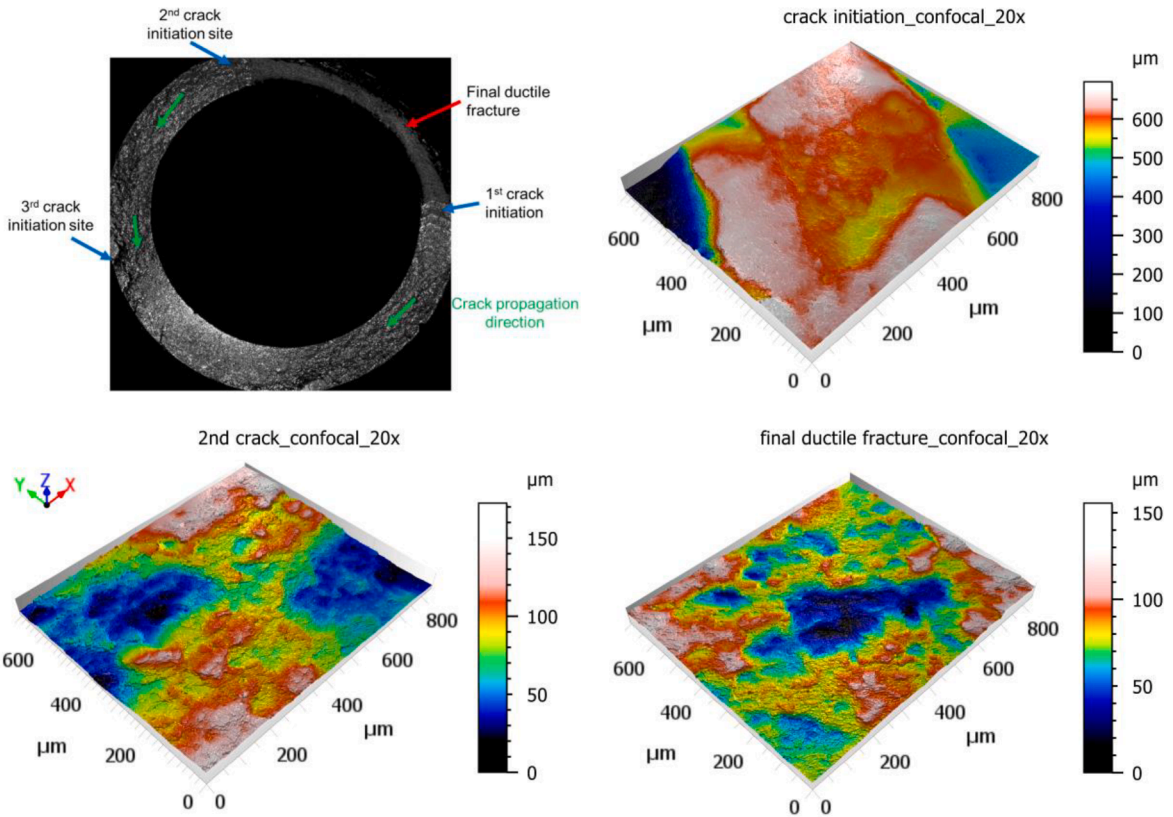 2nd crack
initiation site
Final ductile
fracture
1st crack
initiation
3rd crack
initiation site
Crack propagation
direction
crack initiation_confocal_20x
µm
600
500
400
300
200
100
0
600
400
µm
200
0
0
200
400
µm
600
800
2nd crack_confocal_20x
Y
Z
X
µm
150
100
50
0
600
400
µm
200
0
0
200
400
µm
600
800
final ductile fracture_confocal_20x
µm
150
100
50
0
600
400
µm
200
0
0
200
400
µm
600
800